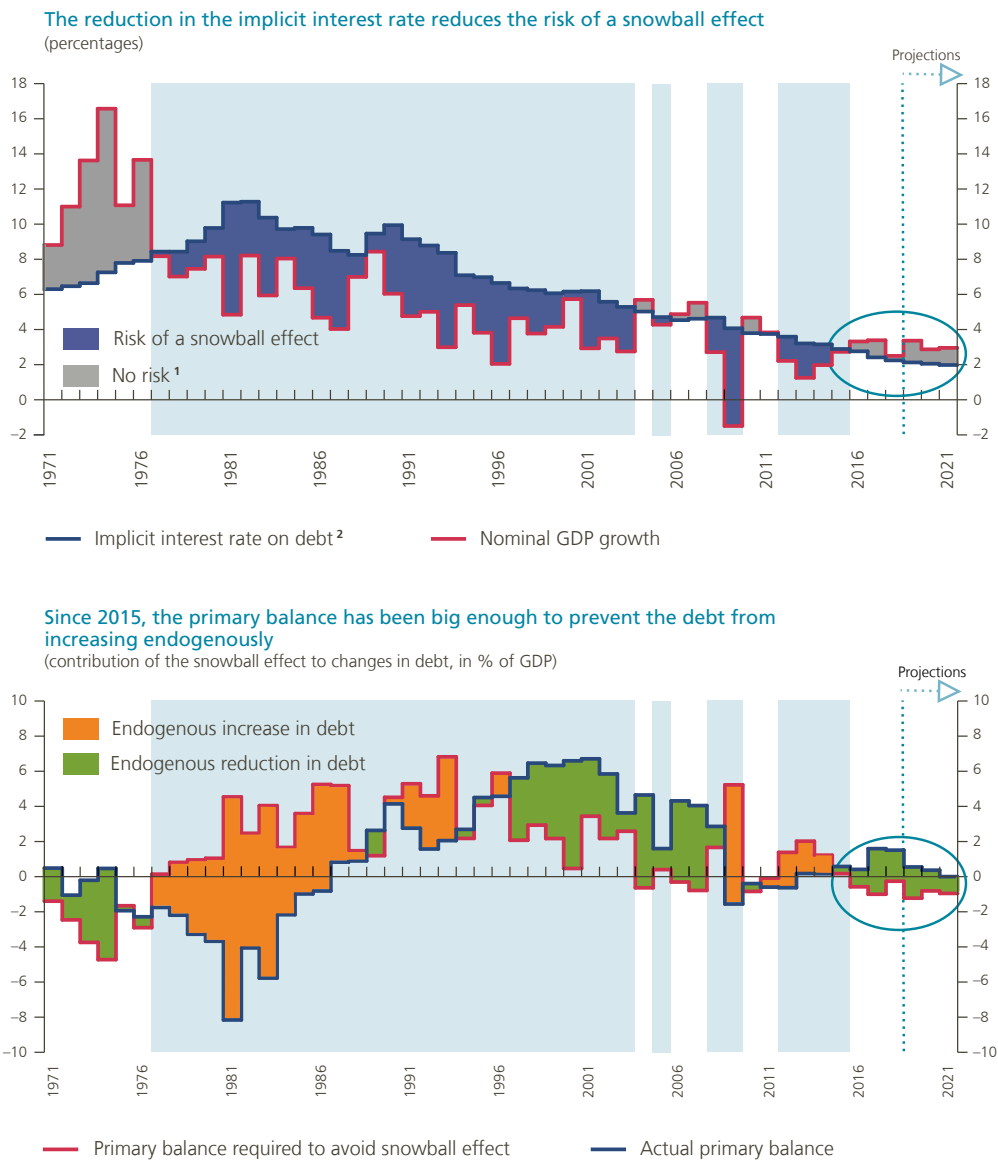 The reduction in the implicit interest rate reduces the risk of a snowball effect
(percentages)
Projections
18 18
16 16
14 14
12 12
10 10
8 8
6 6
4 4
2 2
0 0
–2 –2
Risk of a snowball effect
No risk ¹
1971 1976 1981 1986 1991 1996 2001 2006 2011 2016 2021
Implicit interest rate on debt ² Nominal GDP growth
Since 2015, the primary balance has been big enough to prevent the debt from
increasing endogenously
(contribution of the snowball effect to changes in debt, in % of GDP)
Projections
10 10
8 8
6 6
4 4
2 2
0 0
–2 –2
–4 –4
–6 –6
–8 –8
–10 –10
Endogenous increase in debt
Endogenous reduction in debt
1971 1976 1981 1986 1991 1996 2001 2006 2011 2016 2021
Primary balance required to avoid snowball effect Actual primary balance